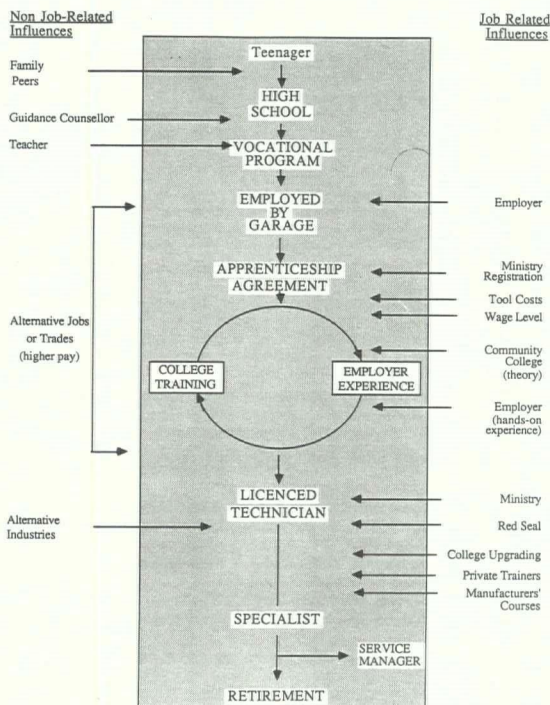 Non Job-Related
Influences
Job Related
Influences
Teenager
Family
Peers
HIGH
SCHOOL
Guidance Counsellor
Teacher
VOCATIONAL
PROGRAM
EMPLOYED
BY
GARAGE
Employer
APPRENTICESHIP
AGREEMENT
Ministry
Registration
Tool Costs
Wage Level
Alternative Jobs
or Trades
(higher pay)
COLLEGE
TRAINING
EMPLOYER
EXPERIENCE
Community
College
(theory)
Employer
(hands-on
experience)
LICENCED
TECHNICIAN
Ministry
Alternative
Industries
Red Seal
College Upgrading
Private Trainers
Manufacturers'
Courses
SPECIALIST
SERVICE
MANAGER
RETIREMENT